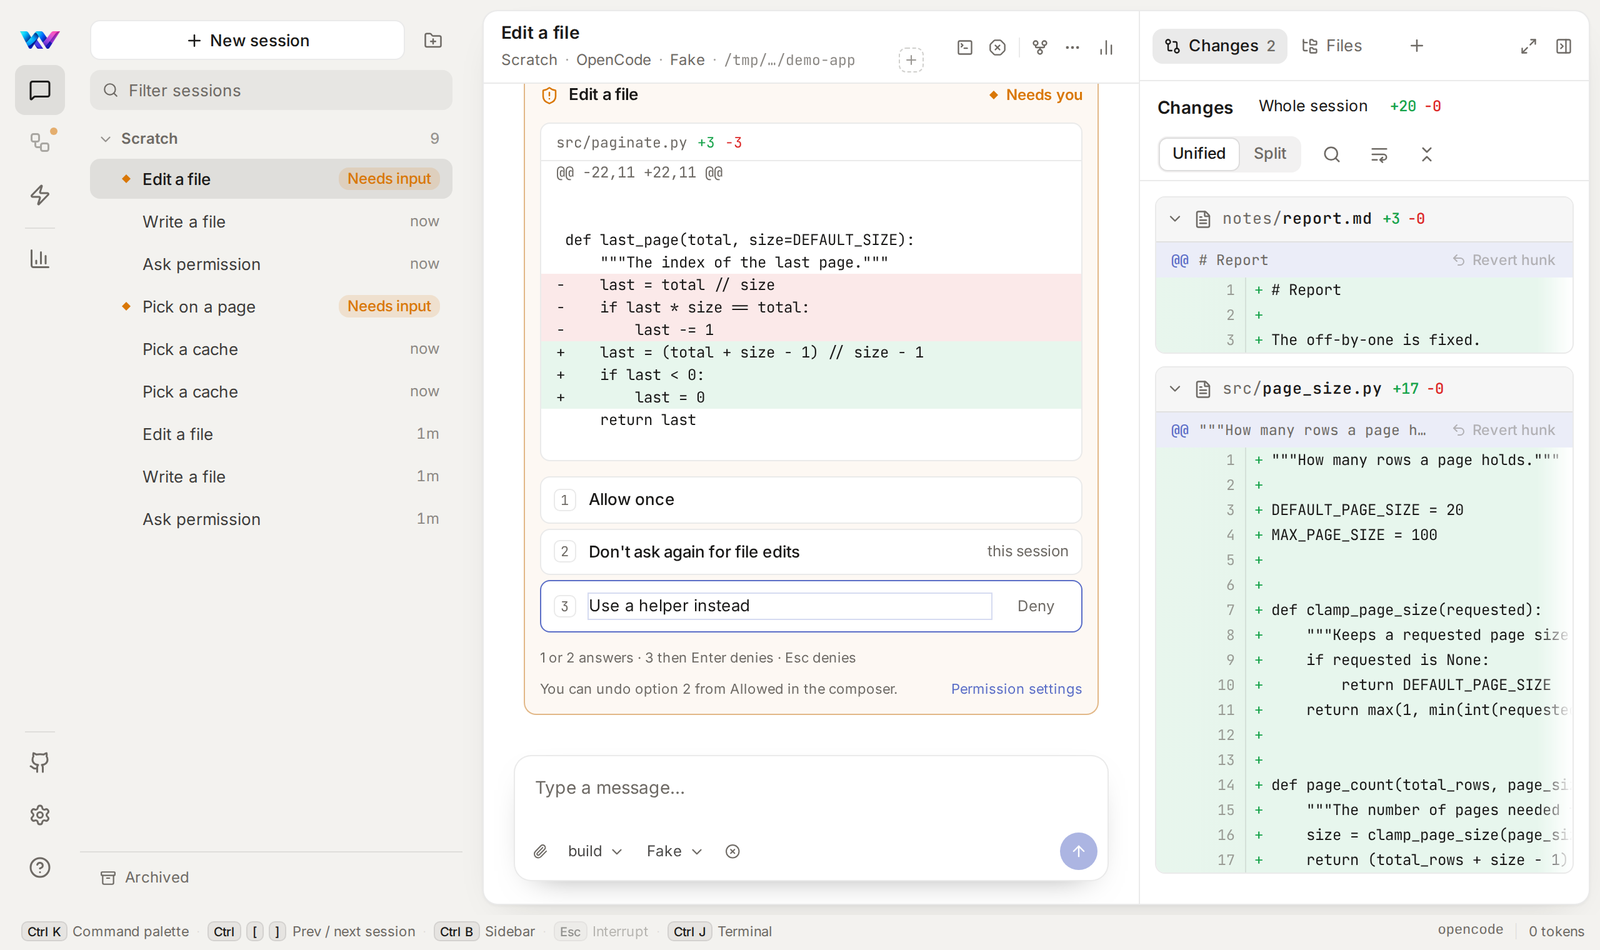 New session
Filter sessions
Scratch 9
Edit a file Needs input
Write a file now
Ask permission now
Pick on a page Needs input
Pick a cache now
Pick a cache now
Edit a file 1m
Write a file 1m
Ask permission 1m
Archived
Edit a file
Scratch · OpenCode · Fake · /tmp/…/demo-app
Edit a file Needs you
src/paginate.py +3 -3
@@ -22,11 +22,11 @@
def last_page(total, size=DEFAULT_SIZE):
"""The index of the last page."""
- last = total // size
- if last * size == total:
- last -= 1
+ last = (total + size - 1) // size - 1
+ if last < 0:
+ last = 0
return last
1 Allow once
2 Don't ask again for file edits this session
3 Use a helper instead Deny
1 or 2 answers · 3 then Enter denies · Esc denies
You can undo option 2 from Allowed in the composer. Permission settings
Type a message...
build Fake
Changes 2 Files
Changes Whole session +20 -0
Unified Split
notes/report.md +3 -0
@@ # Report Revert hunk
1 + # Report
2 +
3 + The off-by-one is fixed.
src/page_size.py +17 -0
@@ """How many rows a page h… Revert hunk
1 + """How many rows a page holds."""
2 +
3 + DEFAULT_PAGE_SIZE = 20
4 + MAX_PAGE_SIZE = 100
5 +
6 +
7 + def clamp_page_size(requested):
8 + """Keeps a requested page size
9 + if requested is None:
10 + return DEFAULT_PAGE_SIZE
11 + return max(1, min(int(requeste
12 +
13 +
14 + def page_count(total_rows, page_si
15 + """The number of pages needed
16 + size = clamp_page_size(page_si
17 + return (total_rows + size - 1)
Ctrl K Command palette · Ctrl [ ] Prev / next session · Ctrl B Sidebar · Esc Interrupt · Ctrl J Terminal
opencode 0 tokens